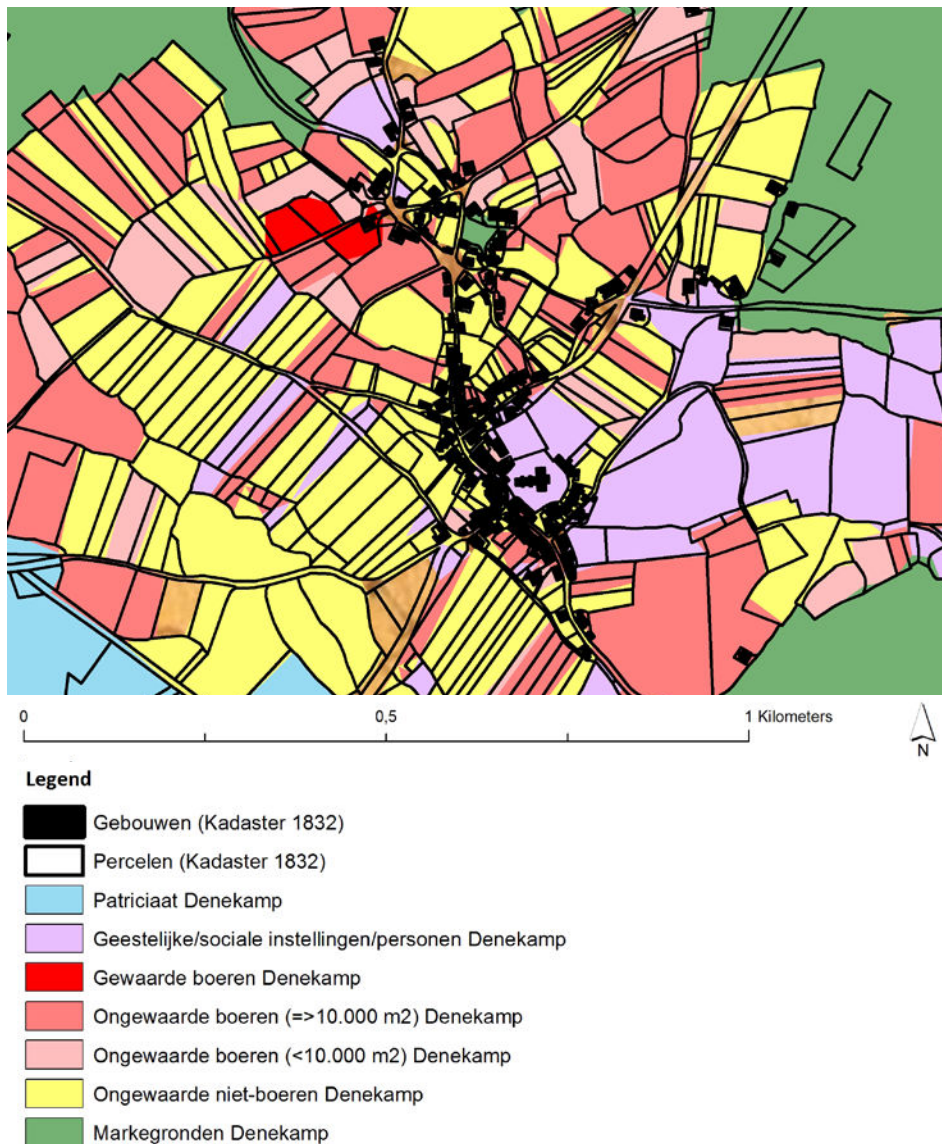 0
0,5
1 Kilometers
N
Legend
Gebouwen (Kadaster 1832)
Percelen (Kadaster 1832)
Patriciaat Denekamp
Geestelijke/sociale instellingen/personen Denekamp
Gewaarde boeren Denekamp
Ongewaarde boeren (=>10.000 m2) Denekamp
Ongewaarde boeren (<10.000 m2) Denekamp
Ongewaarde niet-boeren Denekamp
Markegronden Denekamp